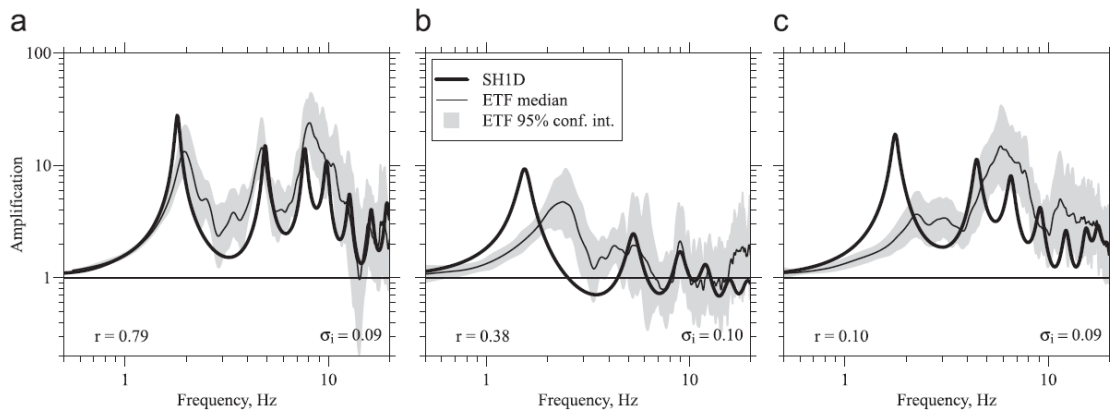 a
b
c
100
10
1
Amplification
SH1D
ETF median
ETF 95% conf. int.
r = 0.79
σi = 0.09
r = 0.38
σi = 0.10
r = 0.10
σi = 0.09
1
10
1
10
1
10
Frequency, Hz
Frequency, Hz
Frequency, Hz